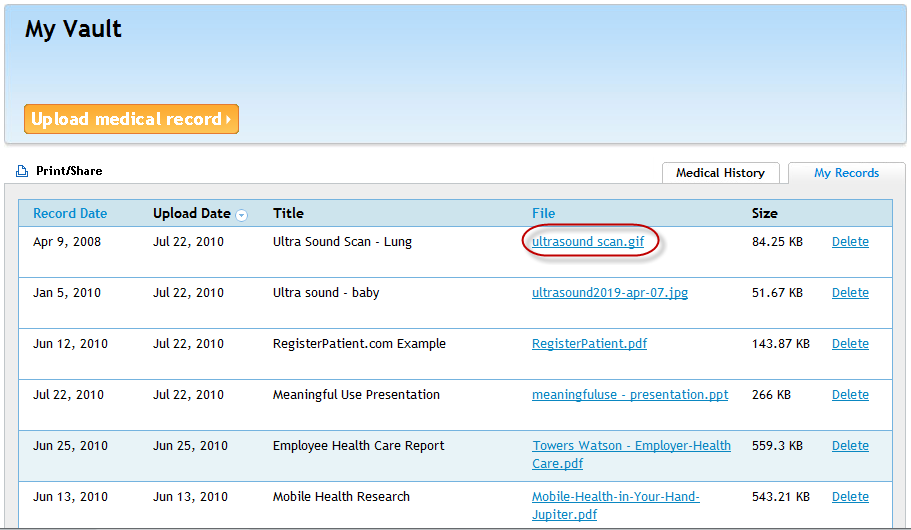 My Vault
Upload medical record ›
Print/Share
Medical History
My Records
Record Date Upload Date Title File Size
Apr 9, 2008 Jul 22, 2010 Ultra Sound Scan - Lung ultrasound scan.gif 84.25 KB Delete
Jan 5, 2010 Jul 22, 2010 Ultra sound - baby ultrasound2019-apr-07.jpg 51.67 KB Delete
Jun 12, 2010 Jul 22, 2010 RegisterPatient.com Example RegisterPatient.pdf 143.87 KB Delete
Jul 22, 2010 Jul 22, 2010 Meaningful Use Presentation meaningfuluse - presentation.ppt 266 KB Delete
Jun 25, 2010 Jun 25, 2010 Employee Health Care Report Towers Watson - Employer-Health 559.3 KB Delete
Care.pdf
Jun 13, 2010 Jun 13, 2010 Mobile Health Research Mobile-Health-in-Your-Hand- 543.21 KB Delete
Jupiter.pdf